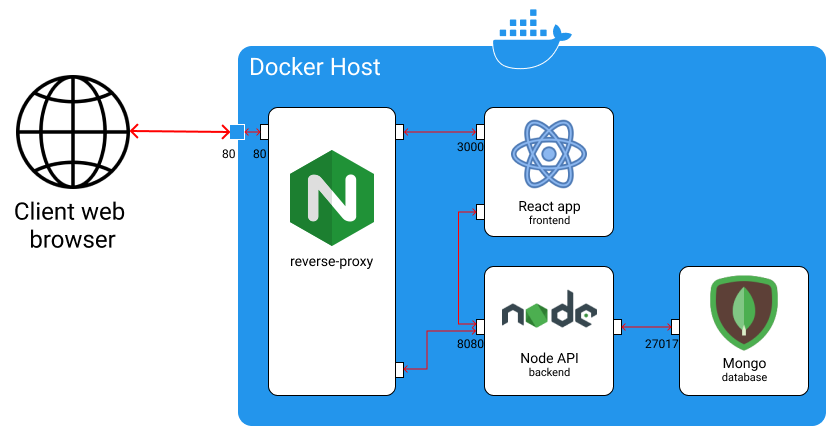 Docker Host
Client web
browser
80
80
N
reverse-proxy
3000
React app
frontend
8080
node
Node API
backend
27017
Mongo
database